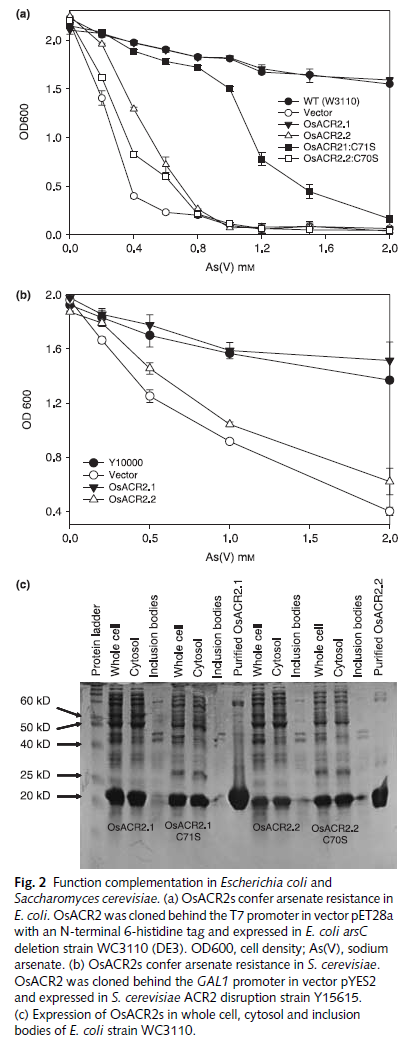 (a)
2.0
1.5
1.0
0.5
0.0
OD600
WT (W3110)
Vector
OsACR2.1
OsACR2.2
OsACR21:C71S
OsACR2.2:C70S
0.0 0.4 0.8 1.2 1.6 2.0
As(V) mM
(b)
2.0
1.6
1.2
0.8
0.4
OD 600
Y10000
Vector
OsACR2.1
OsACR2.2
0.0 0.5 1.0 1.5 2.0
As(V) mM
(c)
Protein ladder
Whole cell
Cytosol
Inclusion bodies
Whole cell
Cytosol
Inclusion bodies
Purified OsACR2.1
Whole cell
Cytosol
Inclusion bodies
Whole cell
Cytosol
Inclusion bodies
Purified OsACR2.2
60 kD
50 kD
40 kD
25 kD
20 kD
OsACR2.1
OsACR2.1
C71S
OsACR2.2
OsACR2.2
C70S
Fig. 2 Function complementation in Escherichia coli and
Saccharomyces cerevisiae. (a) OsACR2s confer arsenate resistance in
E. coli. OsACR2 was cloned behind the T7 promoter in vector pET28a
with an N-terminal 6-histidine tag and expressed in E. coli arsC
deletion strain WC3110 (DE3). OD600, cell density; As(V), sodium
arsenate. (b) OsACR2s confer arsenate resistance in S. cerevisiae.
OsACR2 was cloned behind the GAL1 promoter in vector pYES2
and expressed in S. cerevisiae ACR2 disruption strain Y15615.
(c) Expression of OsACR2s in whole cell, cytosol and inclusion
bodies of E. coli strain WC3110.